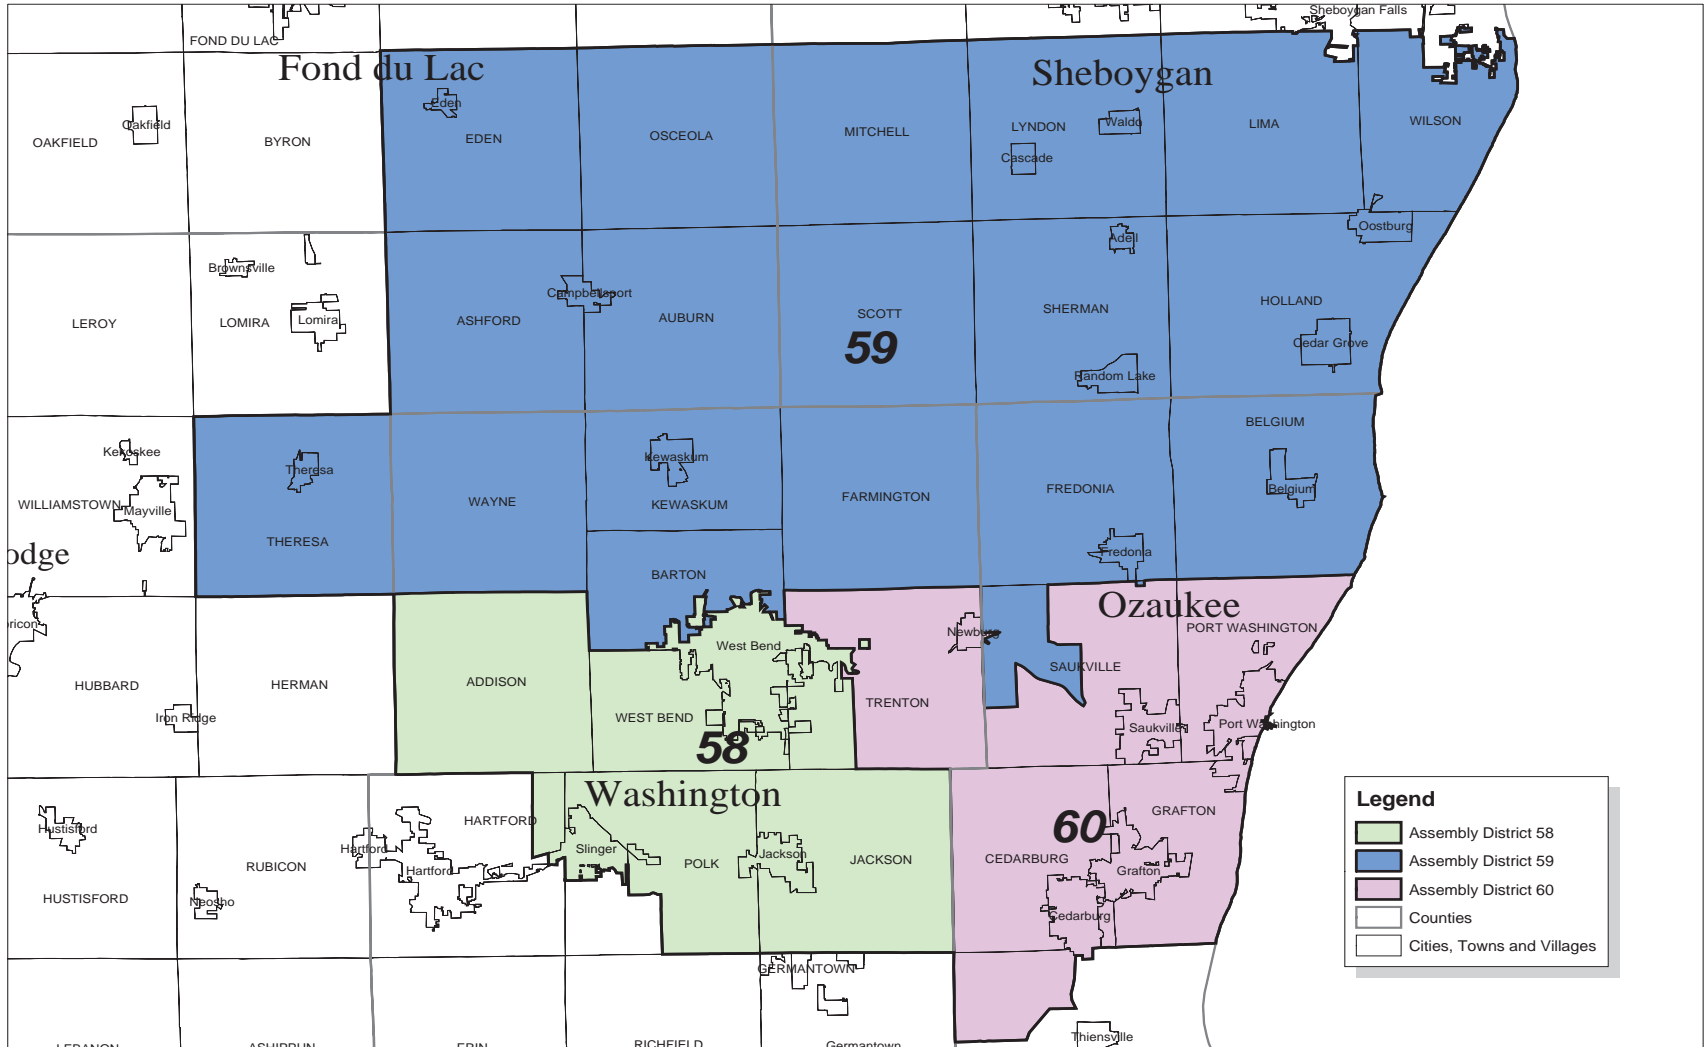 Sheboygan Falls
FOND DU LAC
Fond du Lac
Sheboygan
Eden
Oakfield
OAKFIELD
BYRON
EDEN
OSCEOLA
MITCHELL
LYNDON
Waldo
LIMA
WILSON
Cascade
Oostburg
Adell
Brownsville
Campbellsport
LEROY
LOMIRA
Lomira
ASHFORD
AUBURN
SCOTT
SHERMAN
HOLLAND
59
Cedar Grove
Random Lake
BELGIUM
Kekoskee
Theresa
Kewaskum
WILLIAMSTOWN
Mayville
WAYNE
KEWASKUM
FARMINGTON
FREDONIA
Belgium
THERESA
odge
Fredonia
BARTON
Ozaukee
oricon
Newburg
PORT WASHINGTON
West Bend
SAUKVILLE
HUBBARD
HERMAN
ADDISON
TRENTON
Iron Ridge
WEST BEND
Saukville
Port Washington
58
Washington
Hustisford
HARTFORD
60
GRAFTON
Hartford
Slinger
POLK
Jackson
JACKSON
CEDARBURG
RUBICON
Hartford
Grafton
HUSTISFORD
Neosho
Cedarburg
GERMANTOWN
Thiensville
LEBANON
ASHIPPUN
ERIN
RICHFIELD
Germantown
Legend
Assembly District 58
Assembly District 59
Assembly District 60
Counties
Cities, Towns and Villages